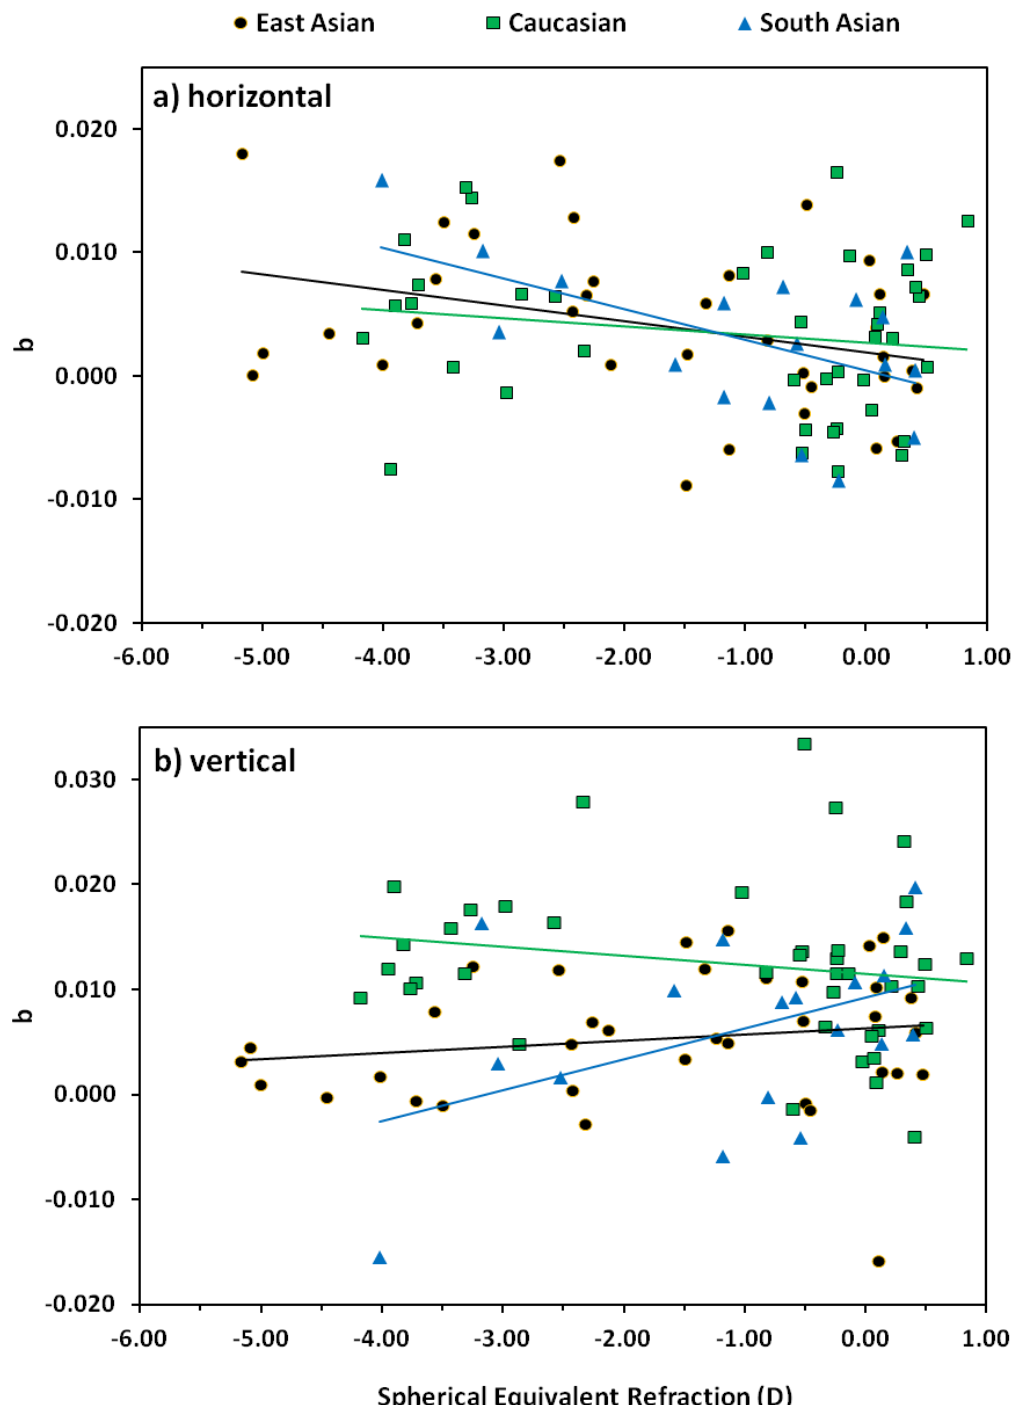 East Asian Caucasian South Asian
a) horizontal
0.020
0.010
0.000
-0.010
-0.020
b
-6.00 -5.00 -4.00 -3.00 -2.00 -1.00 0.00 1.00
b) vertical
0.030
0.020
0.010
0.000
-0.010
-0.020
b
-6.00 -5.00 -4.00 -3.00 -2.00 -1.00 0.00 1.00
Spherical Equivalent Refraction (D)